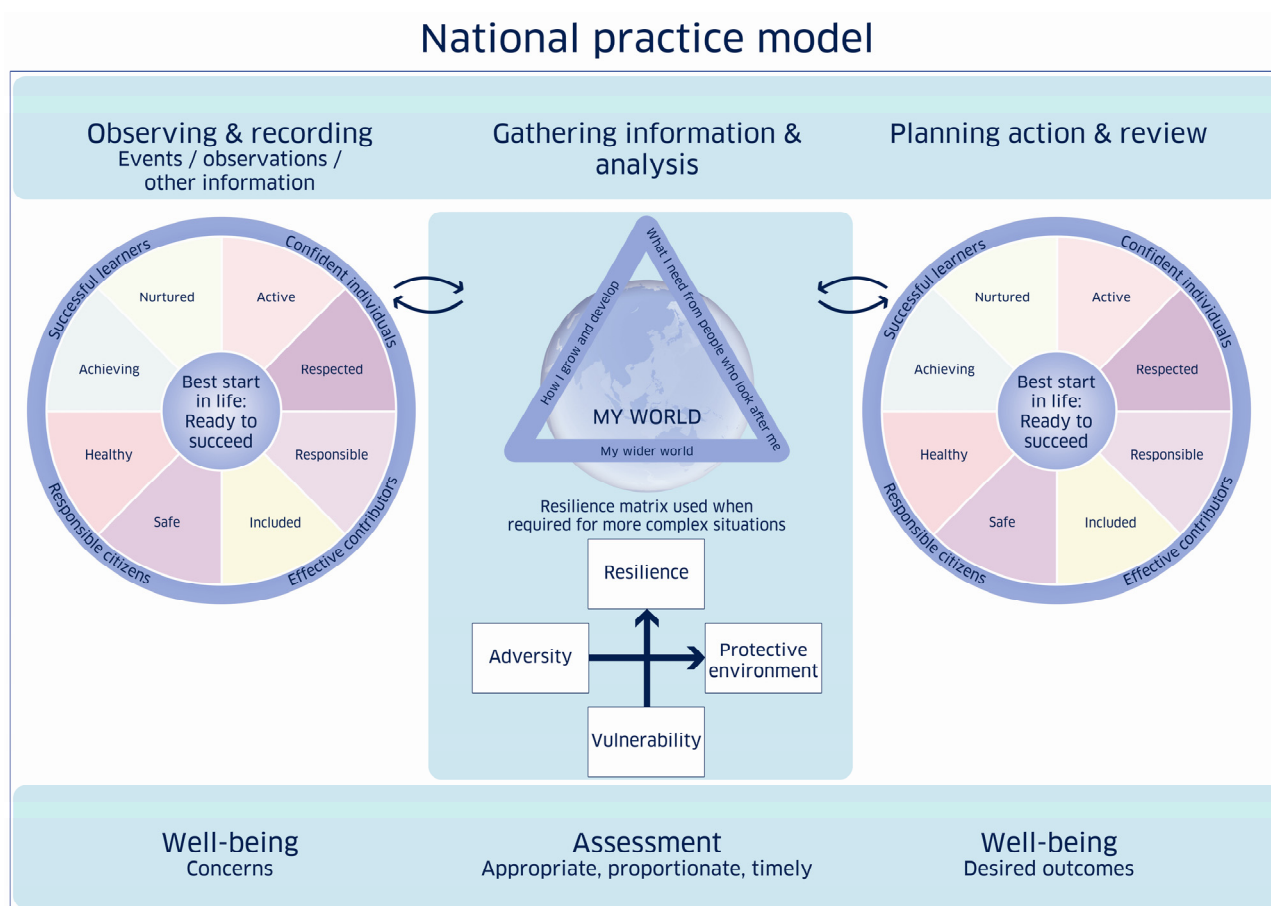 National practice model
Observing & recording
Events / observations /
other information
Gathering information &
analysis
Planning action & review
Successful learners
Confident individuals
Nurtured
Active
Achieving
Respected
Best start
in life:
Ready to
succeed
Healthy
Responsible
Safe
Included
Responsible citizens
Effective contributors
How I grow and develop
What I need from people who look after me
MY WORLD
My wider world
Resilience matrix used when
required for more complex situations
Resilience
Adversity
Protective
environment
Vulnerability
Successful learners
Confident individuals
Nurtured
Active
Achieving
Respected
Best start
in life:
Ready to
succeed
Healthy
Responsible
Safe
Included
Responsible citizens
Effective contributors
Well-being
Concerns
Assessment
Appropriate, proportionate, timely
Well-being
Desired outcomes